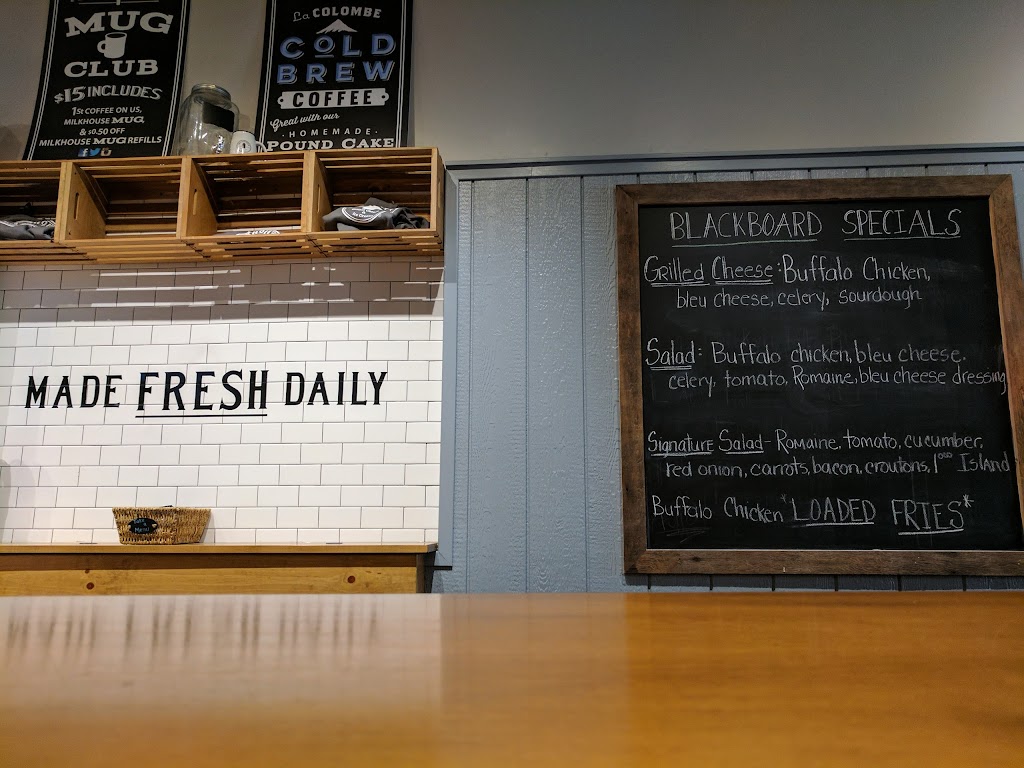 MUG
CLUB
$15 INCLUDES
1ST COFFEE ON US,
MILKHOUSE MUG,
& $0.50 OFF
MILKHOUSE MUG REFILLS
La COLOMBE
COLD
BREW
COFFEE
Great with our
· HOMEMADE ·
POUND CAKE
MADE FRESH DAILY
BLACKBOARD SPECIALS
Grilled Cheese: Buffalo Chicken,
bleu cheese, celery, sourdough
Salad: Buffalo chicken, bleu cheese.
celery, tomato, Romaine, bleu cheese dressing
Signature Salad- Romaine, tomato, cucumber,
red onion, carrots, bacon, croutons, 1000 Island
Buffalo Chicken "LOADED FRIES"